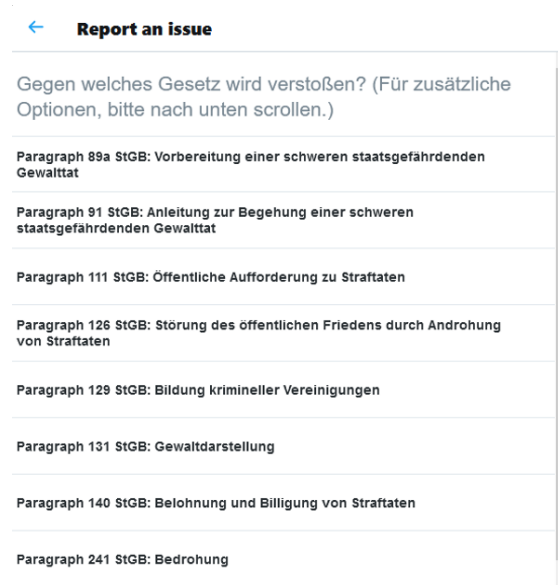 Report an issue
Gegen welches Gesetz wird verstoßen? (Für zusätzliche
Optionen, bitte nach unten scrollen.)
Paragraph 89a StGB: Vorbereitung einer schweren staatsgefährdenden
Gewalttat
Paragraph 91 StGB: Anleitung zur Begehung einer schweren
staatsgefährdenden Gewalttat
Paragraph 111 StGB: Öffentliche Aufforderung zu Straftaten
Paragraph 126 StGB: Störung des öffentlichen Friedens durch Androhung
von Straftaten
Paragraph 129 StGB: Bildung krimineller Vereinigungen
Paragraph 131 StGB: Gewaltdarstellung
Paragraph 140 StGB: Belohnung und Billigung von Straftaten
Paragraph 241 StGB: Bedrohung